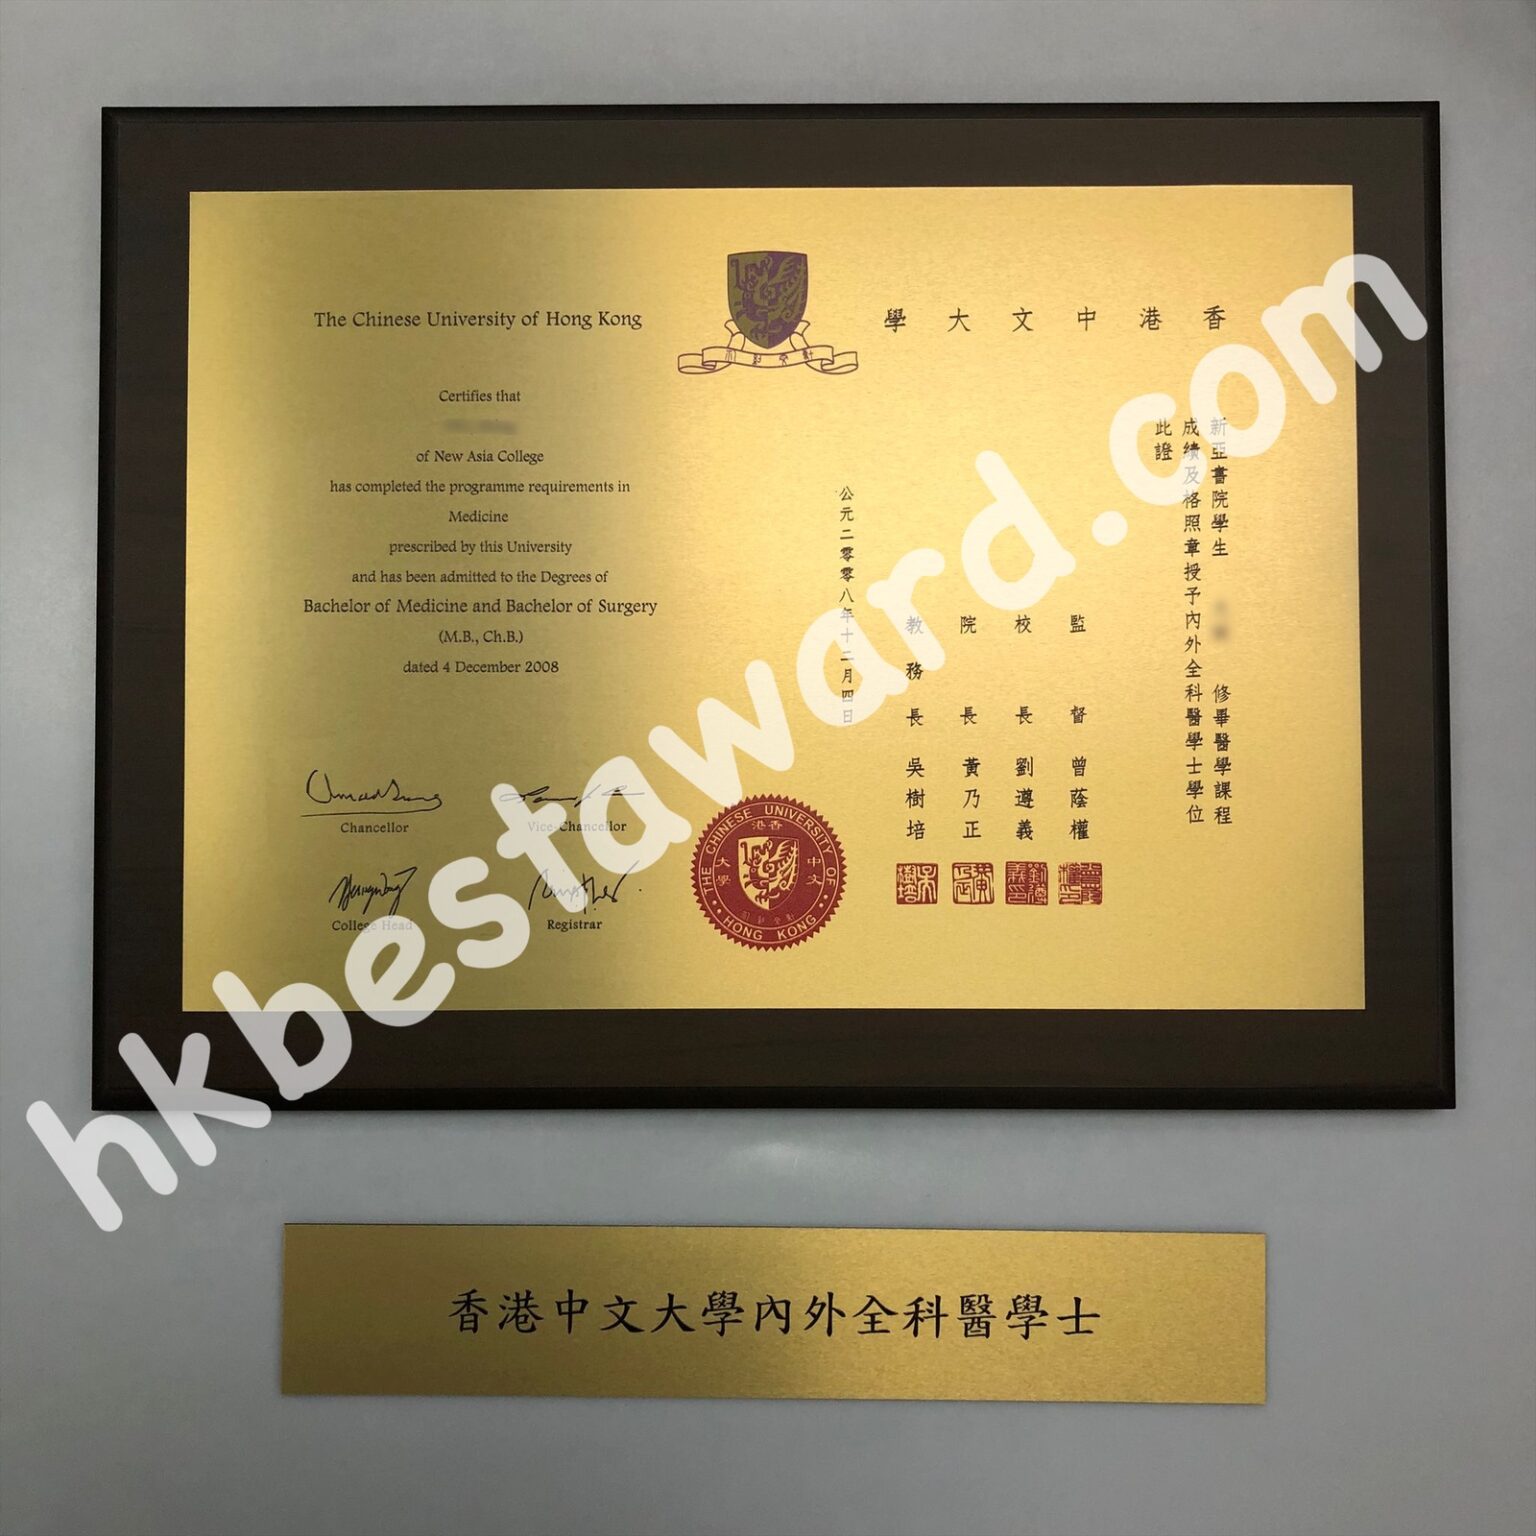 The Chinese University of Hong Kong
學大文中港香
Certifies that
of New Asia College
has completed the programme requirements in
Medicine
prescribed by this University
and has been admitted to the Degrees of
Bachelor of Medicine and Bachelor of Surgery
(M.B., Ch.B.)
dated 4 December 2008
Chancellor
Vice-Chancellor
College Head
Registrar
新亞書院學生 修畢醫學課程
成績及格照章授予內外全科醫學士學位
此證
監督 曾蔭權
校長 劉遵義
院長 黃乃正
教務長 吳樹培
公元二零零八年十二月四日
THE CHINESE UNIVERSITY OF
HONG KONG
港香
大學
中文
hkbestaward.com
香港中文大學內外全科醫學士